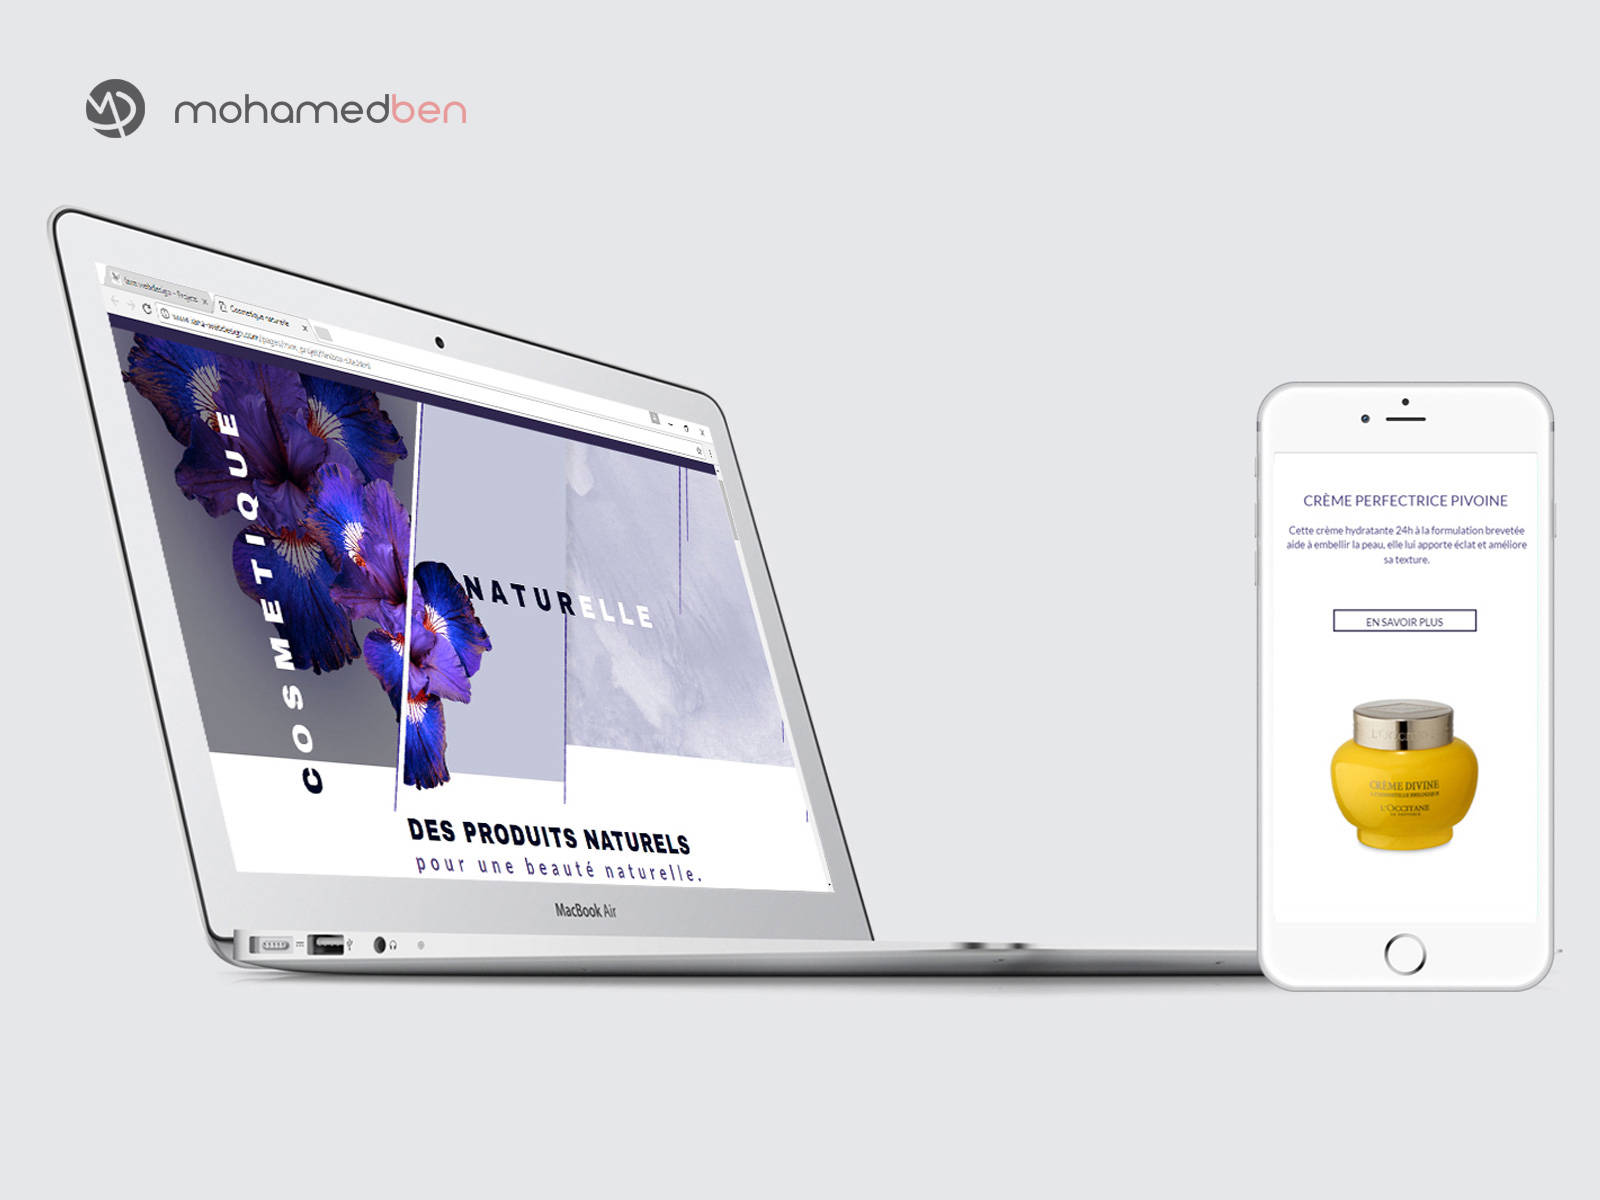 mohamedben
Cosmetique naturelle
COSMETIQUE
NATURELLE
DES PRODUITS NATURELS
pour une beauté naturelle.
MacBook Air
CRÈME PERFECTRICE PIVOINE
Cette crème hydratante 24h à la formulation brevetée
aide à embellir la peau, elle lui apporte éclat et améliore
sa texture.
EN SAVOIR PLUS
CRÈME DIVINE
L'OCCITANE
EN PROVENCE